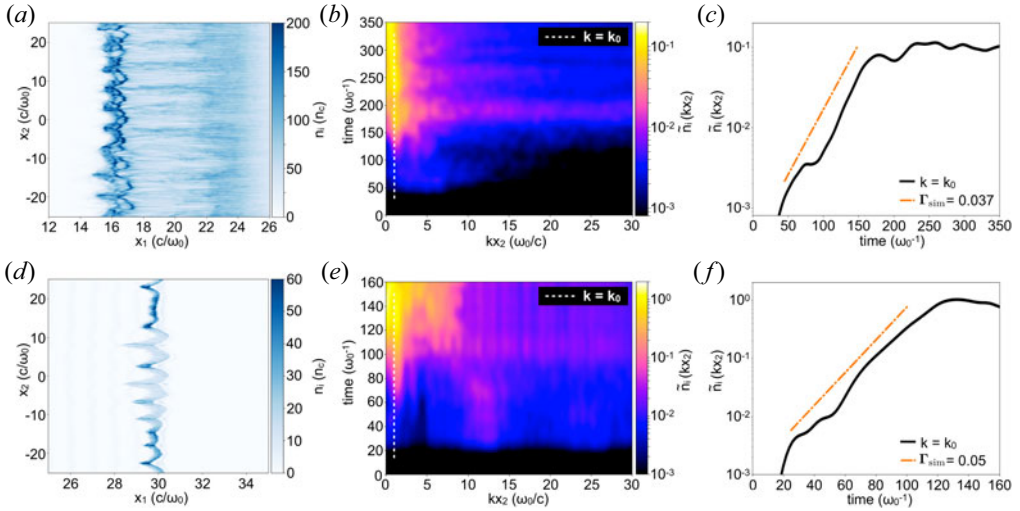 (a)
x₂ (c/ω₀)
20
10
0
-10
-20
12 14 16 18 20 22 24 26
x₁ (c/ω₀)
200
150
100
50
0
nᵢ (n_c)
(b)
time (ω₀⁻¹)
350
300
250
200
150
100
50
0
0 5 10 15 20 25 30
kx₂ (ω₀/c)
k = k₀
10⁻¹
10⁻²
10⁻³
ñᵢ (kx₂)
(c)
ñᵢ (kx₂)
10⁻¹
10⁻²
10⁻³
0 50 100 150 200 250 300 350
time (ω₀⁻¹)
k = k₀
Γsim = 0.037
(d)
x₂ (c/ω₀)
20
10
0
-10
-20
26 28 30 32 34
x₁ (c/ω₀)
60
50
40
30
20
10
0
nᵢ (n_c)
(e)
time (ω₀⁻¹)
160
140
120
100
80
60
40
20
0
0 5 10 15 20 25 30
kx₂ (ω₀/c)
k = k₀
10⁰
10⁻¹
10⁻²
10⁻³
ñᵢ (kx₂)
(f)
ñᵢ (kx₂)
10⁰
10⁻¹
10⁻²
10⁻³
0 20 40 60 80 100 120 140 160
time (ω₀⁻¹)
k = k₀
Γsim = 0.05